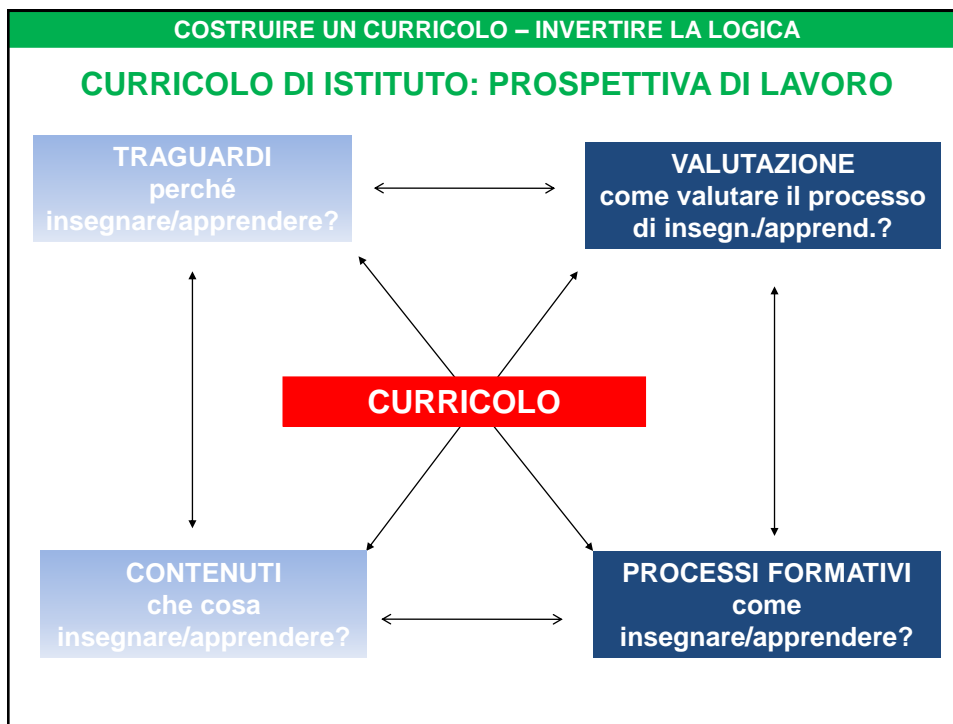 COSTRUIRE UN CURRICOLO – INVERTIRE LA LOGICA
CURRICOLO DI ISTITUTO: PROSPETTIVA DI LAVORO
TRAGUARDI
perché
insegnare/apprendere?
VALUTAZIONE
come valutare il processo
di insegn./apprend.?
CURRICOLO
CONTENUTI
che cosa
insegnare/apprendere?
PROCESSI FORMATIVI
come
insegnare/apprendere?